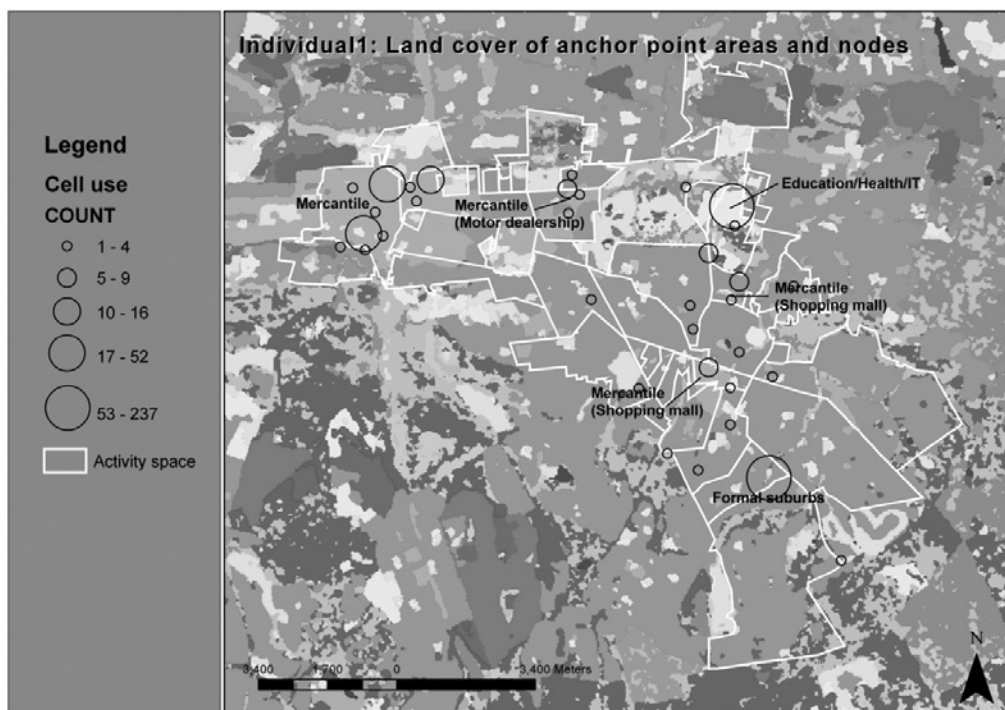 Individual1: Land cover of anchor point areas and nodes
Legend
Cell use
COUNT
1 - 4
5 - 9
10 - 16
17 - 52
53 - 237
Activity space
Education/Health/IT
Mercantile
Mercantile
(Motor dealership)
Mercantile
(Shopping mall)
Mercantile
(Shopping mall)
Formal suburbs
3,400 1,700 0 3,400 Meters
N